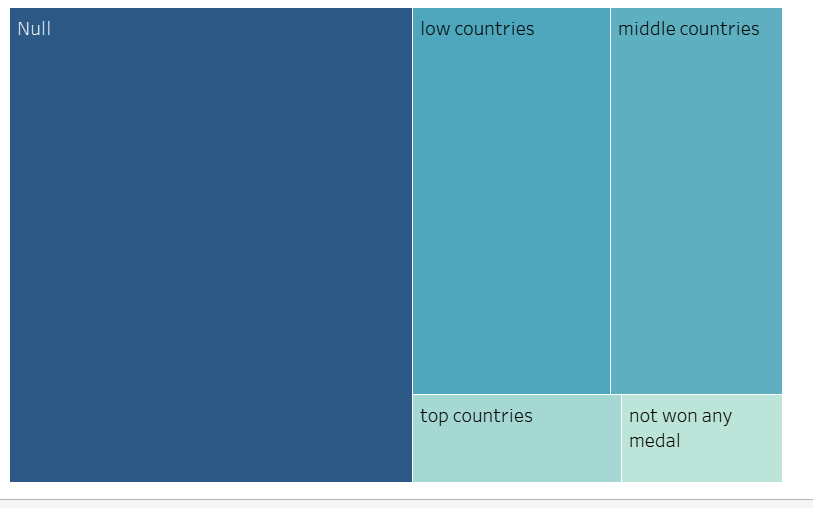 Null
low countries
middle countries
top countries
not won any
medal